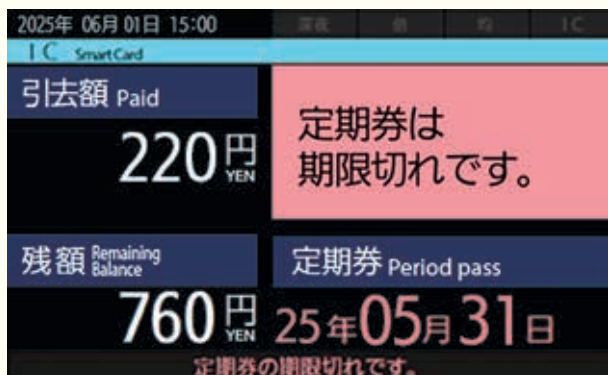 2025年 06月 01日 15:00 深夜 倍 均 IC
IC SmartCard
引去額 Paid
220円 YEN
定期券は
期限切れです。
残額 Remaining Balance
760円 YEN
定期券 Period pass
25年05月31日
定期券の期限切れです。